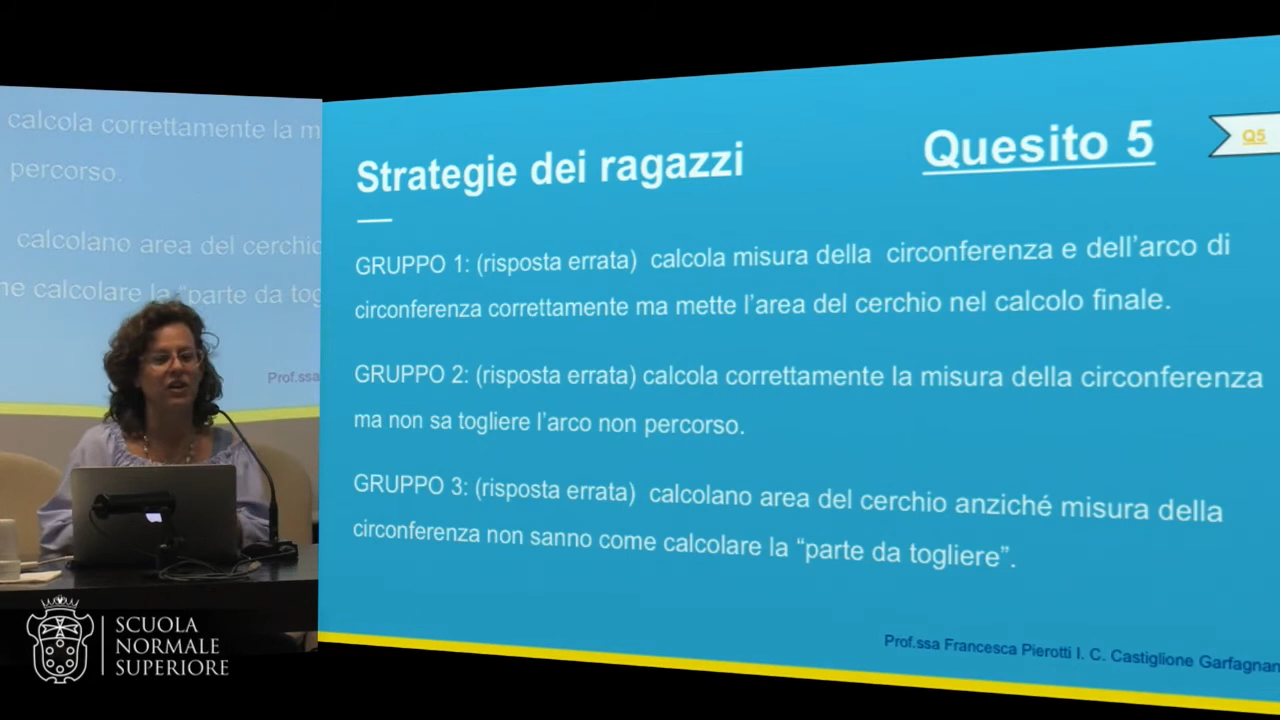 calcola correttamente la m
percorso.
calcolano area del cerchio
ne calcolare la "parte da tog
Prof.ssa
Strategie dei ragazzi
Quesito 5
Q5
GRUPPO 1: (risposta errata) calcola misura della circonferenza e dell'arco di
circonferenza correttamente ma mette l'area del cerchio nel calcolo finale.
GRUPPO 2: (risposta errata) calcola correttamente la misura della circonferenza
ma non sa togliere l'arco non percorso.
GRUPPO 3: (risposta errata) calcolano area del cerchio anziché misura della
circonferenza non sanno come calcolare la "parte da togliere".
Prof.ssa Francesca Pierotti I. C. Castiglione Garfagnan
SCUOLA
NORMALE
SUPERIORE